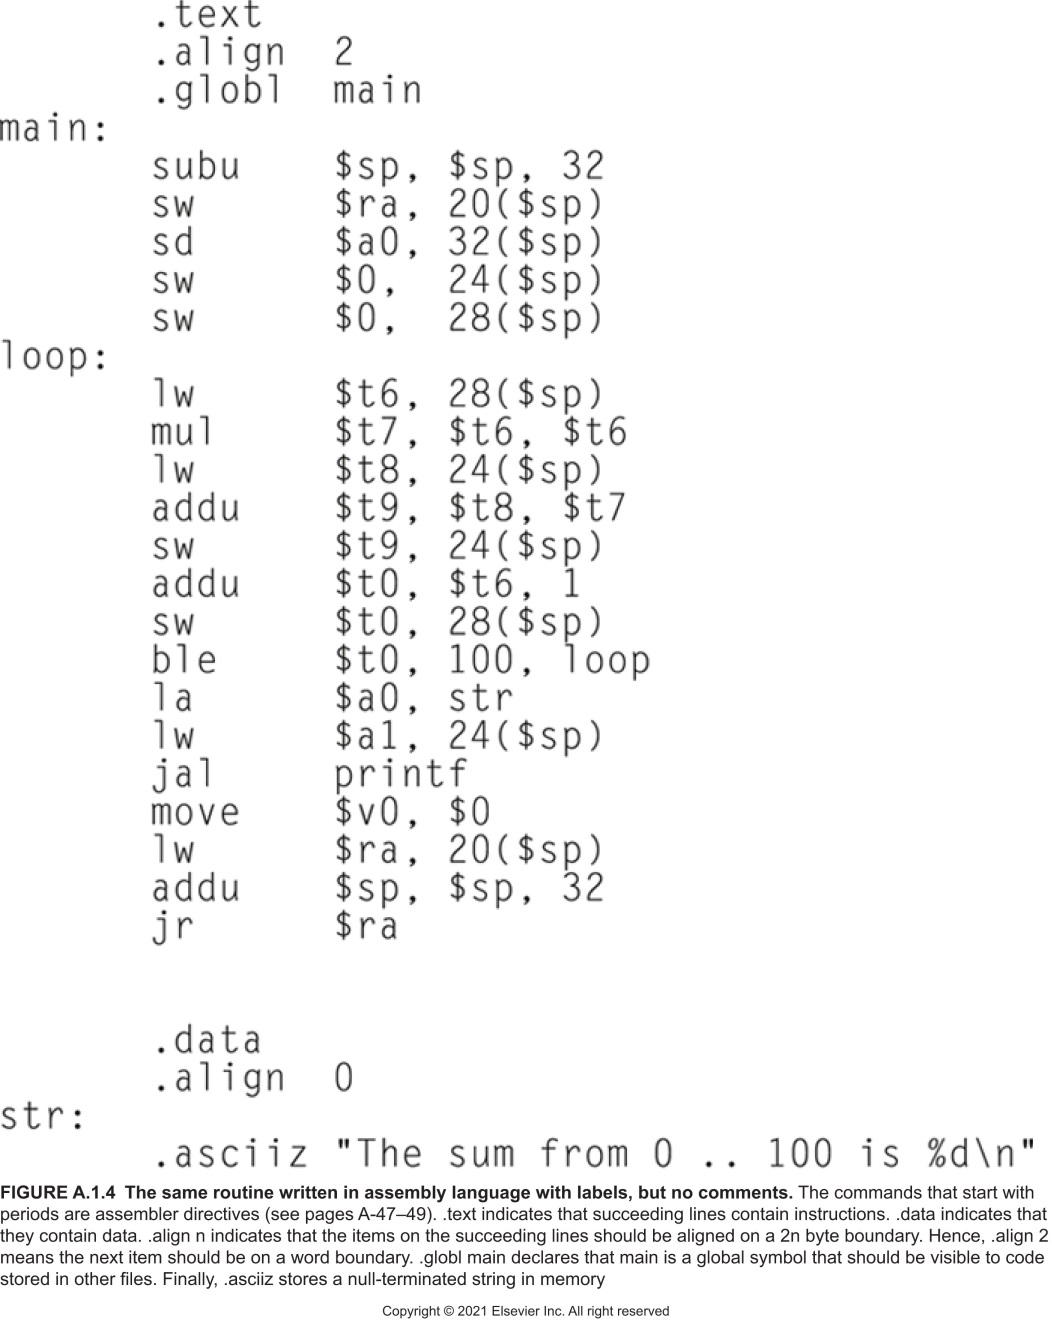 .text
.align 2
.globl main
main:
subu $sp, $sp, 32
sw $ra, 20($sp)
sd $a0, 32($sp)
sw $0, 24($sp)
sw $0, 28($sp)
loop:
lw $t6, 28($sp)
mul $t7, $t6, $t6
lw $t8, 24($sp)
addu $t9, $t8, $t7
sw $t9, 24($sp)
addu $t0, $t6, 1
sw $t0, 28($sp)
ble $t0, 100, loop
la $a0, str
lw $a1, 24($sp)
jal printf
move $v0, $0
lw $ra, 20($sp)
addu $sp, $sp, 32
jr $ra
.data
.align 0
str:
.asciiz "The sum from 0 .. 100 is %d\n"
FIGURE A.1.4 The same routine written in assembly language with labels, but no comments. The commands that start with
periods are assembler directives (see pages A-47–49). .text indicates that succeeding lines contain instructions. .data indicates that
they contain data. .align n indicates that the items on the succeeding lines should be aligned on a 2n byte boundary. Hence, .align 2
means the next item should be on a word boundary. .globl main declares that main is a global symbol that should be visible to code
stored in other files. Finally, .asciiz stores a null-terminated string in memory
Copyright © 2021 Elsevier Inc. All right reserved